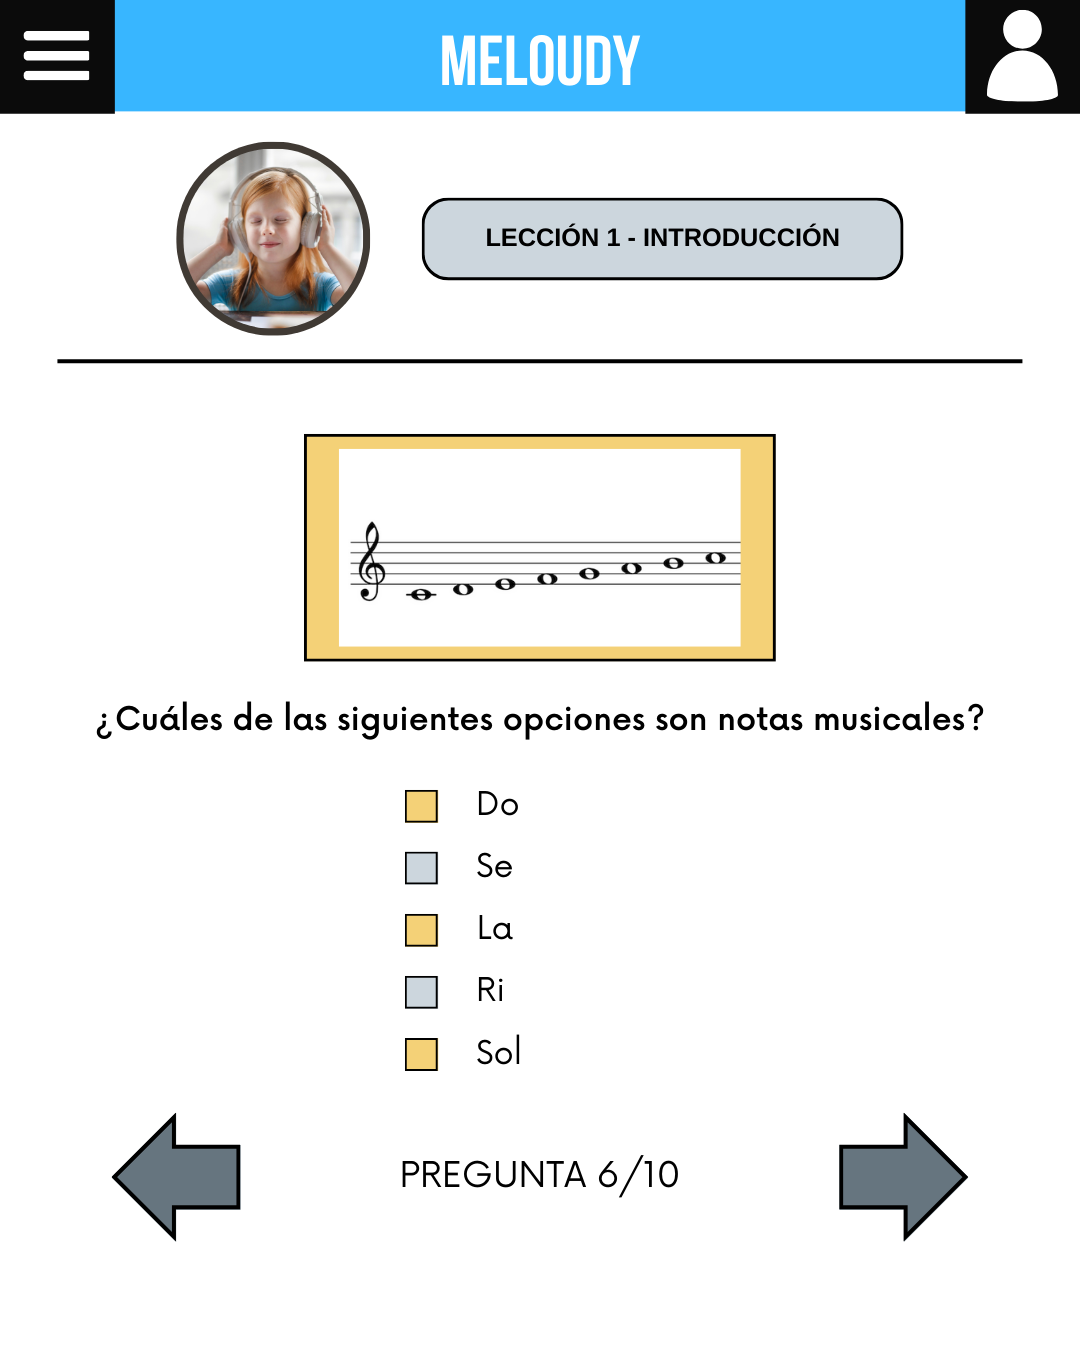 MELOUDY
LECCIÓN 1 - INTRODUCCIÓN
¿Cuáles de las siguientes opciones son notas musicales?
Do
Se
La
Ri
Sol
PREGUNTA 6/10